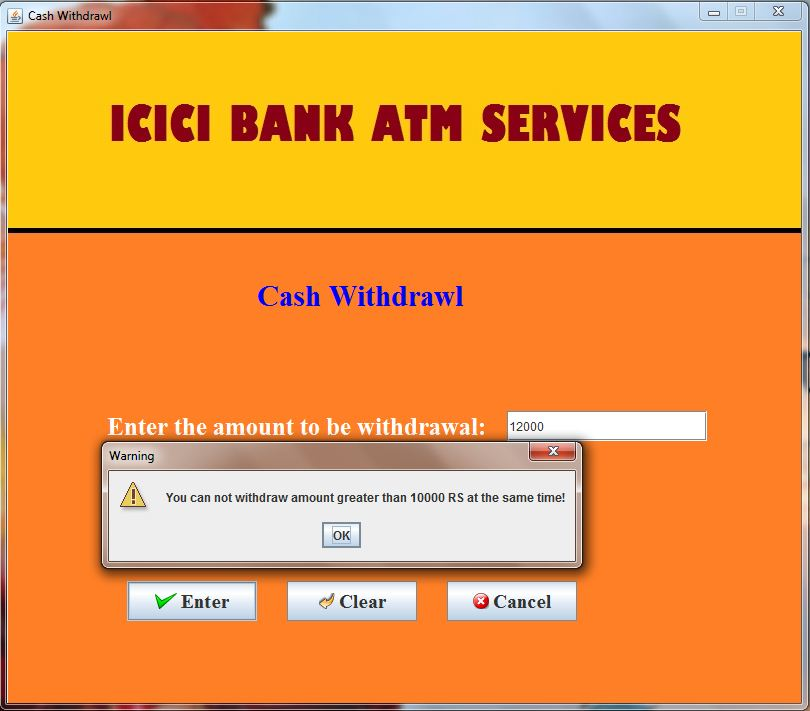 Cash Withdrawl
ICICI BANK ATM SERVICES
Cash Withdrawl
Enter the amount to be withdrawal: 12000
Warning
You can not withdraw amount greater than 10000 RS at the same time!
OK
Enter Clear Cancel